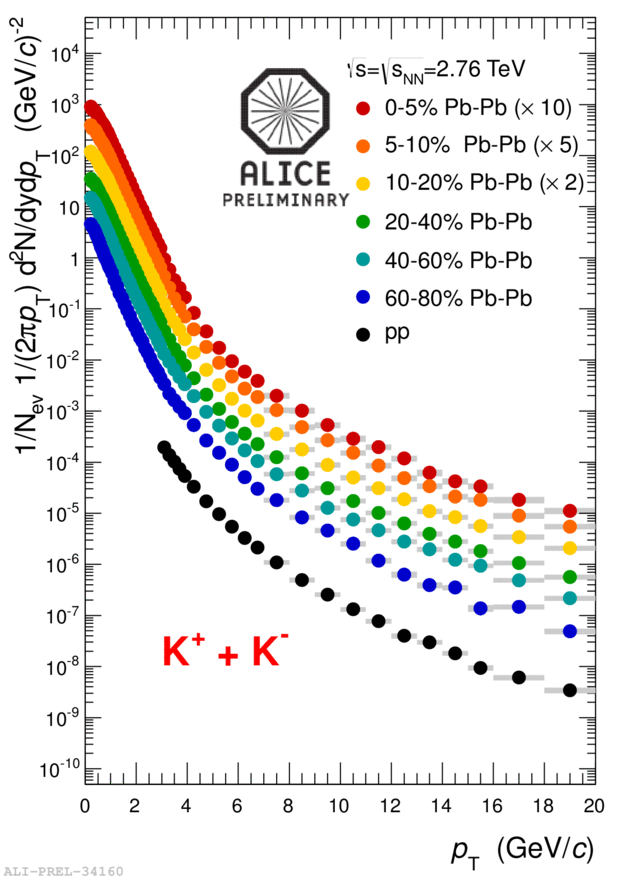 1/N_ev 1/(2πp_T) d²N/dydp_T (GeV/c)⁻²
10⁴
10³
10²
10
1
10⁻¹
10⁻²
10⁻³
10⁻⁴
10⁻⁵
10⁻⁶
10⁻⁷
10⁻⁸
10⁻⁹
10⁻¹⁰
ALICE
PRELIMINARY
√s=√s_NN=2.76 TeV
0-5% Pb-Pb (× 10)
5-10% Pb-Pb (× 5)
10-20% Pb-Pb (× 2)
20-40% Pb-Pb
40-60% Pb-Pb
60-80% Pb-Pb
pp
K⁺ + K⁻
0 2 4 6 8 10 12 14 16 18 20
p_T (GeV/c)
ALI-PREL-34160